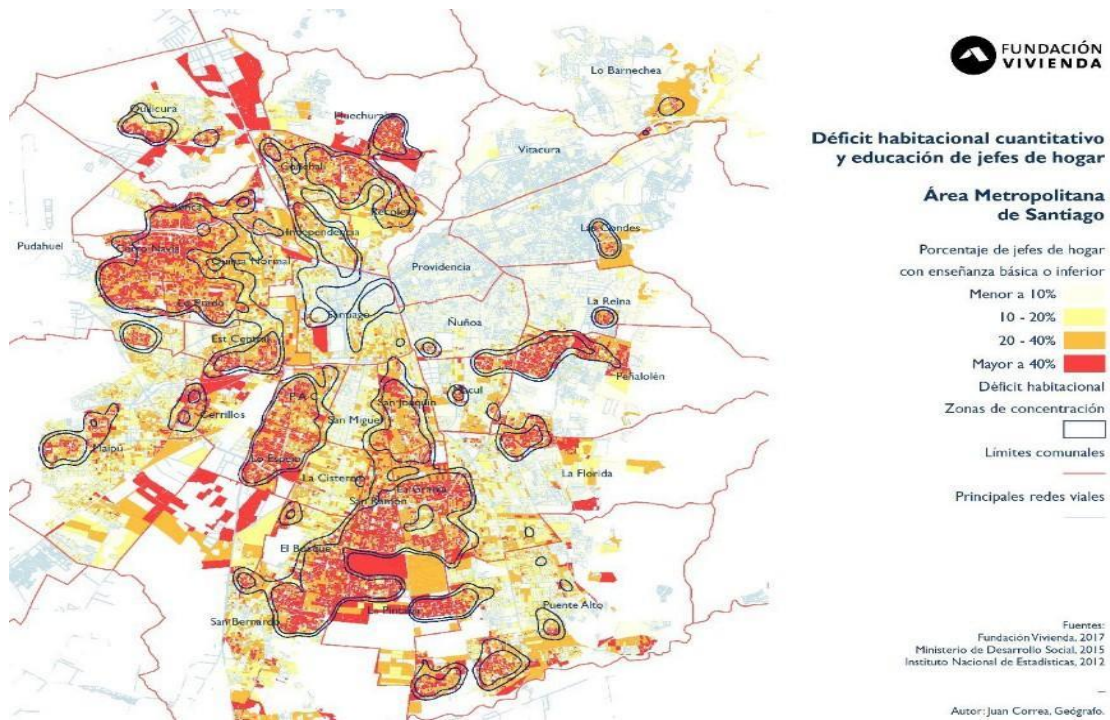 FUNDACIÓN
VIVIENDA
Déficit habitacional cuantitativo
y educación de jefes de hogar
Área Metropolitana
de Santiago
Porcentaje de jefes de hogar
con enseñanza básica o inferior
Menor a 10%
10 - 20%
20 - 40%
Mayor a 40%
Déficit habitacional
Zonas de concentración
Límites comunales
Principales redes viales
Fuentes:
Fundación Vivienda, 2017
Ministerio de Desarrollo Social, 2015
Instituto Nacional de Estadísticas, 2012
Autor: Juan Correa, Geógrafo.
Lo Barnechea
Quilicura
Huechuraba
Vitacura
Conchalí
Recoleta
Renca
Las Condes
Independencia
Pudahuel
Cerro Navia
Quinta Normal
Providencia
Lo Prado
La Reina
Santiago
Ñuñoa
Est Central
Peñalolén
Macul
P A C
San Joaquín
Cerrillos
San Miguel
Maipú
Lo Espejo
La Florida
La Cisterna
La Granja
San Ramón
El Bosque
La Pintana
Puente Alto
San Bernardo